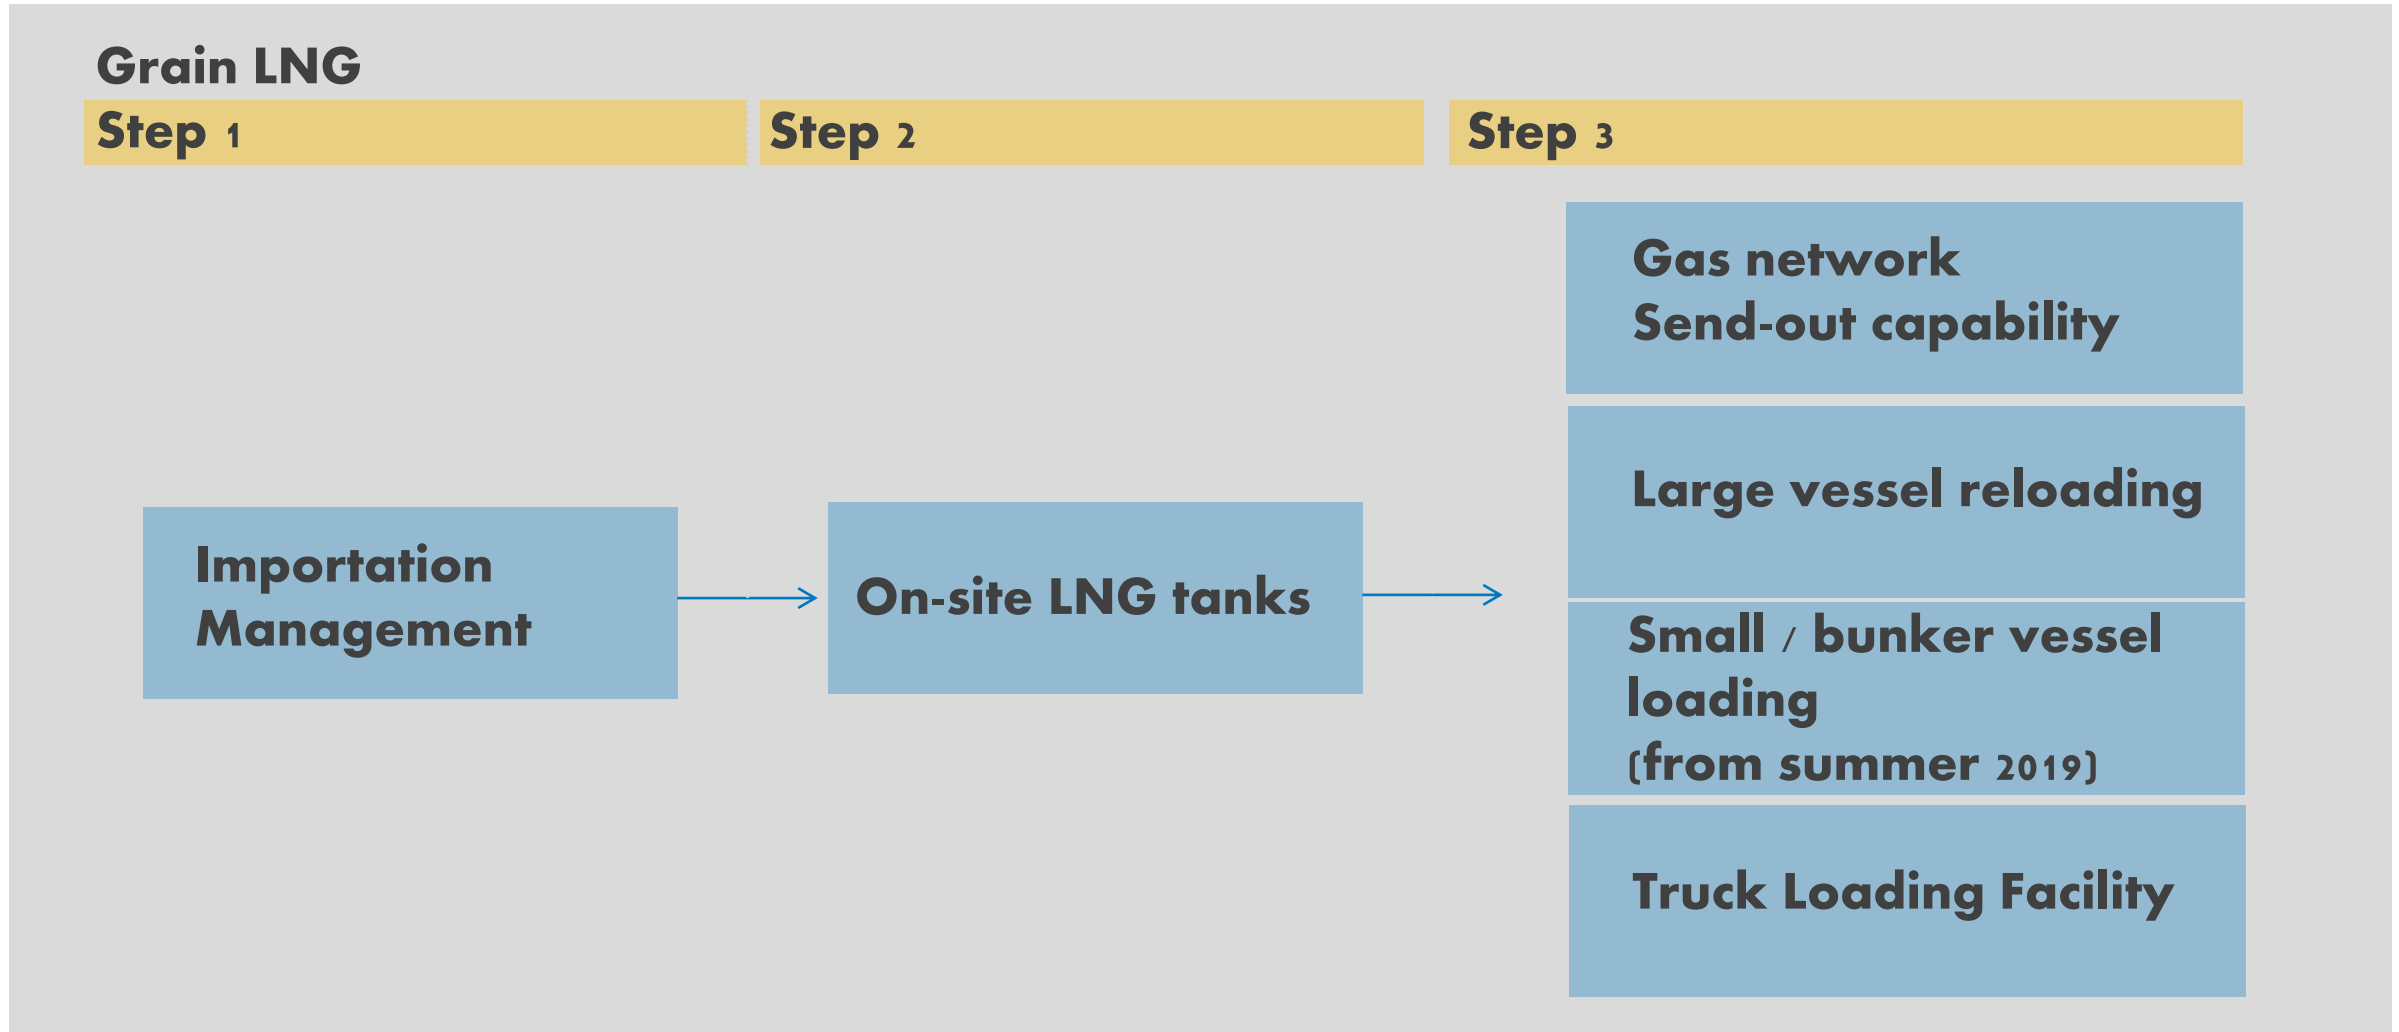 Grain LNG
Step 1
Step 2
Step 3
Importation
Management
On-site LNG tanks
Gas network
Send-out capability
Large vessel reloading
Small / bunker vessel
loading
(from summer 2019)
Truck Loading Facility